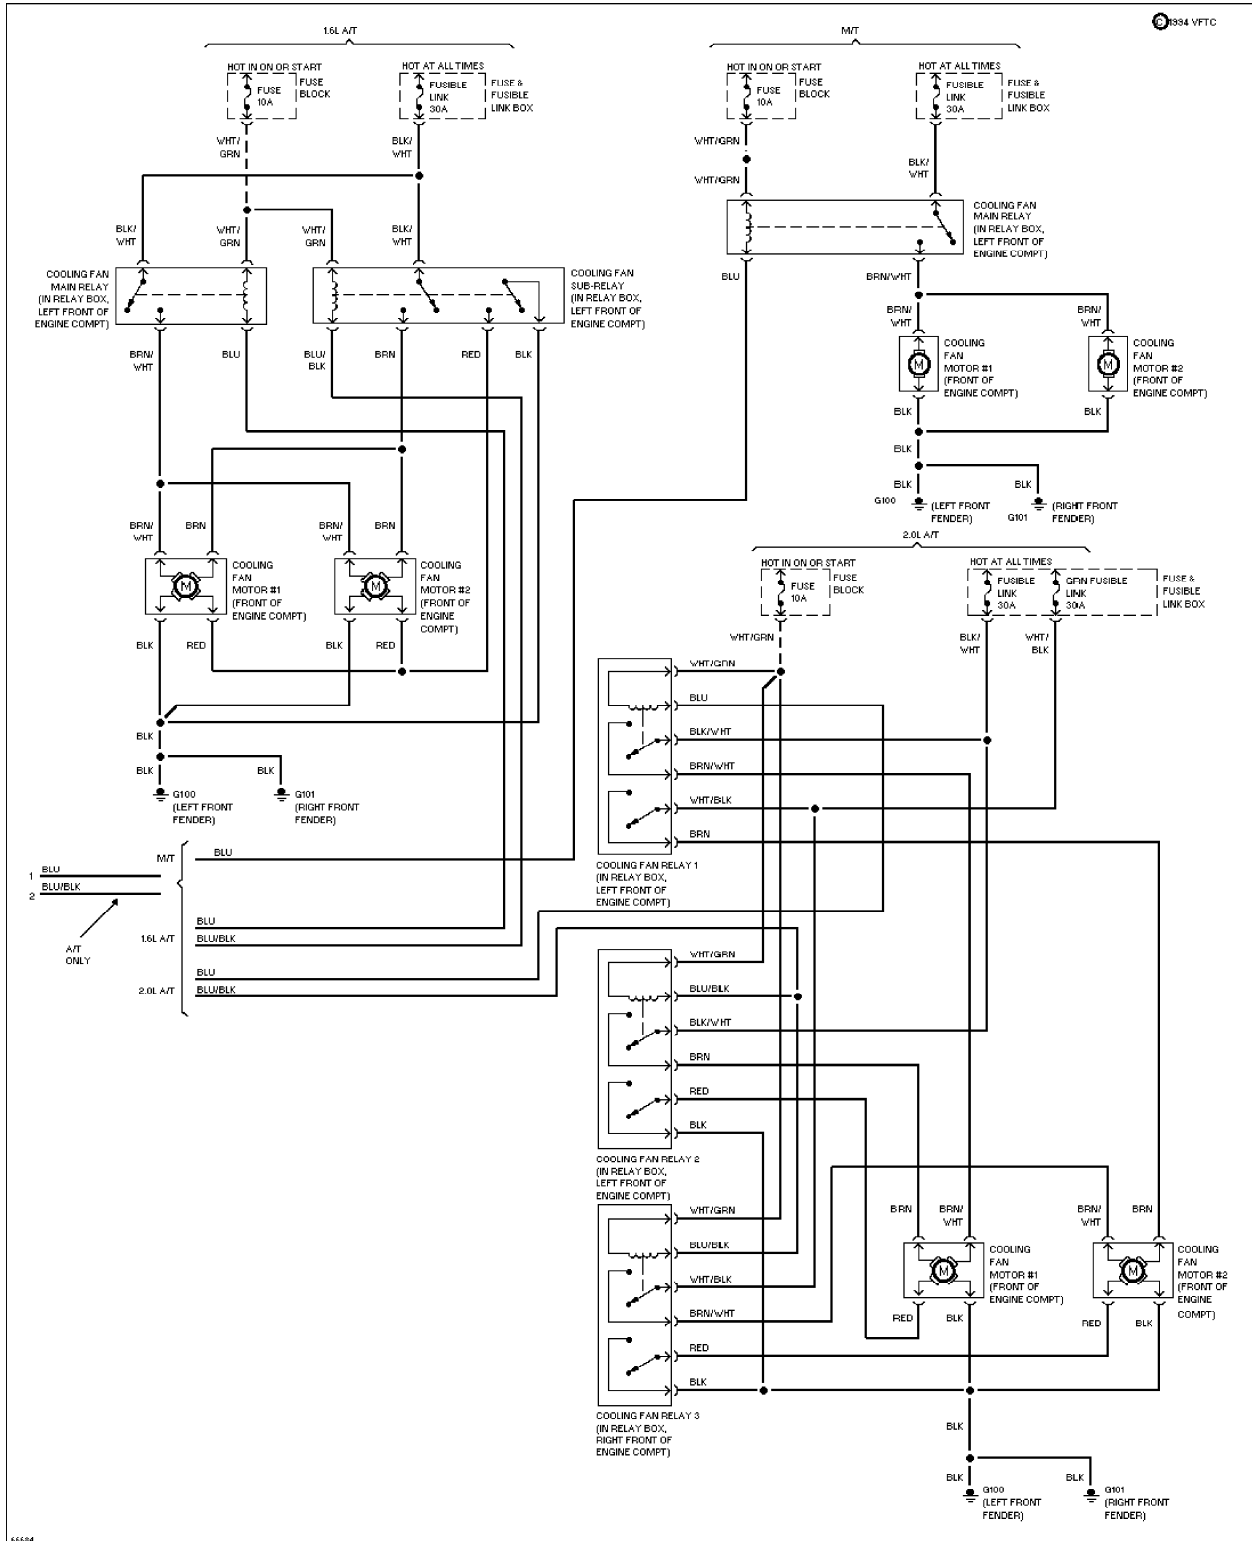 1.6L A/T
M/T
© 1994 VFTC
HOT IN ON OR START
HOT AT ALL TIMES
FUSE
10A
FUSE
BLOCK
FUSIBLE
LINK
30A
FUSE &
FUSIBLE
LINK BOX
HOT IN ON OR START
HOT AT ALL TIMES
FUSE
10A
FUSE
BLOCK
FUSIBLE
LINK
30A
FUSE &
FUSIBLE
LINK BOX
WHT/
GRN
BLK/
WHT
WHT/GRN
BLK/
WHT
WHT/GRN
BLK/
WHT
WHT/
GRN
WHT/
GRN
BLK/
WHT
COOLING FAN
MAIN RELAY
(IN RELAY BOX,
LEFT FRONT OF
ENGINE COMPT)
COOLING FAN
MAIN RELAY
(IN RELAY BOX,
LEFT FRONT OF
ENGINE COMPT)
COOLING FAN
SUB-RELAY
(IN RELAY BOX,
LEFT FRONT OF
ENGINE COMPT)
BLU
BRN/WHT
BRN/
WHT
BRN/
WHT
BRN/
WHT
BLU
BLU/
BLK
BRN
RED
BLK
COOLING
FAN
MOTOR #1
(FRONT OF
ENGINE COMPT)
COOLING
FAN
MOTOR #2
(FRONT OF
ENGINE COMPT)
M
M
BLK
BLK
BLK
BLK
BLK
G100
(LEFT FRONT
FENDER)
G101
(RIGHT FRONT
FENDER)
BRN/
WHT
BRN
BRN/
WHT
BRN
M
COOLING
FAN
MOTOR #1
(FRONT OF
ENGINE COMPT)
M
COOLING
FAN
MOTOR #2
(FRONT OF
ENGINE
COMPT)
BLK
RED
BLK
RED
BLK
BLK
BLK
G100
(LEFT FRONT
FENDER)
G101
(RIGHT FRONT
FENDER)
2.0L A/T
HOT IN ON OR START
HOT AT ALL TIMES
FUSE
10A
FUSE
BLOCK
FUSIBLE
LINK
30A
GRN FUSIBLE
LINK
30A
FUSE &
FUSIBLE
LINK BOX
WHT/GRN
BLK/
WHT
WHT/
BLK
WHT/GRN
BLU
BLK/WHT
BRN/WHT
WHT/BLK
BRN
COOLING FAN RELAY 1
(IN RELAY BOX,
LEFT FRONT OF
ENGINE COMPT)
M/T
BLU
1
BLU
2
BLU/BLK
A/T
ONLY
1.6L A/T
BLU
BLU/BLK
2.0L A/T
BLU
BLU/BLK
WHT/GRN
BLU/BLK
BLK/WHT
BRN
RED
BLK
COOLING FAN RELAY 2
(IN RELAY BOX,
LEFT FRONT OF
ENGINE COMPT)
WHT/GRN
BLU/BLK
WHT/BLK
BRN/WHT
RED
BLK
COOLING FAN RELAY 3
(IN RELAY BOX,
RIGHT FRONT OF
ENGINE COMPT)
BRN
BRN/
WHT
BRN/
WHT
BRN
M
COOLING
FAN
MOTOR #1
(FRONT OF
ENGINE COMPT)
M
COOLING
FAN
MOTOR #2
(FRONT OF
ENGINE
COMPT)
RED
BLK
RED
BLK
BLK
BLK
BLK
G100
(LEFT FRONT
FENDER)
G101
(RIGHT FRONT
FENDER)